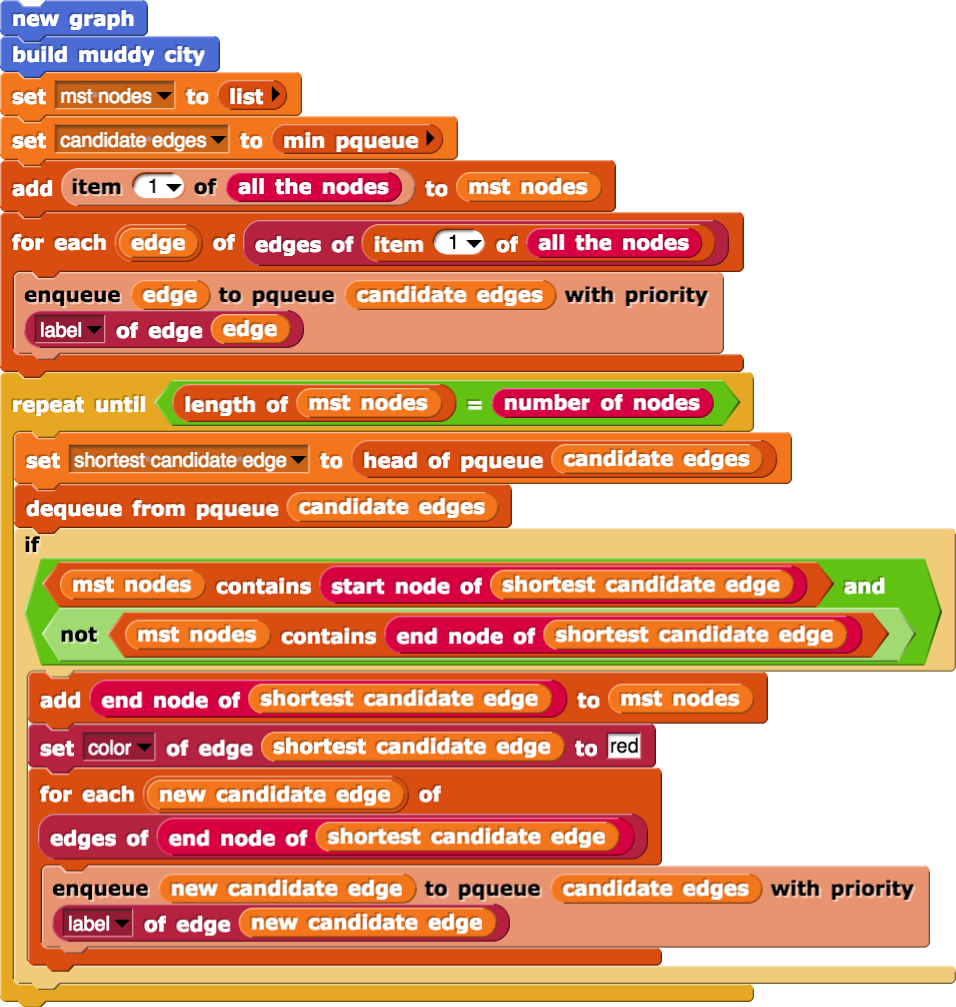 new graph
build muddy city
set mst nodes to list
set candidate edges to min pqueue
add item 1 of all the nodes to mst nodes
for each edge of edges of item 1 of all the nodes
enqueue edge to pqueue candidate edges with priority
label of edge edge
repeat until length of mst nodes = number of nodes
set shortest candidate edge to head of pqueue candidate edges
dequeue from pqueue candidate edges
if
mst nodes contains start node of shortest candidate edge and
not mst nodes contains end node of shortest candidate edge
add end node of shortest candidate edge to mst nodes
set color of edge shortest candidate edge to red
for each new candidate edge of
edges of end node of shortest candidate edge
enqueue new candidate edge to pqueue candidate edges with priority
label of edge new candidate edge